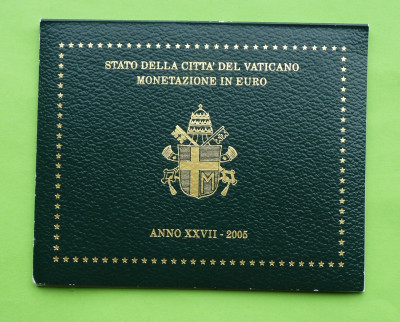 STATO DELLA CITTA' DEL VATICANO
MONETAZIONE IN EURO
M
ANNO XXVII - 2005